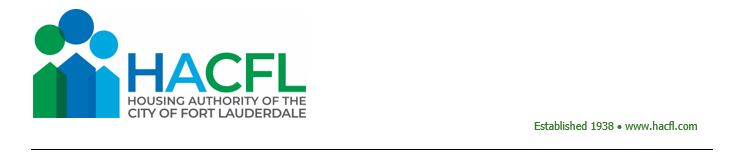 HACFL
HOUSING AUTHORITY OF THE
CITY OF FORT LAUDERDALE
Established 1938 • www.hacfl.com